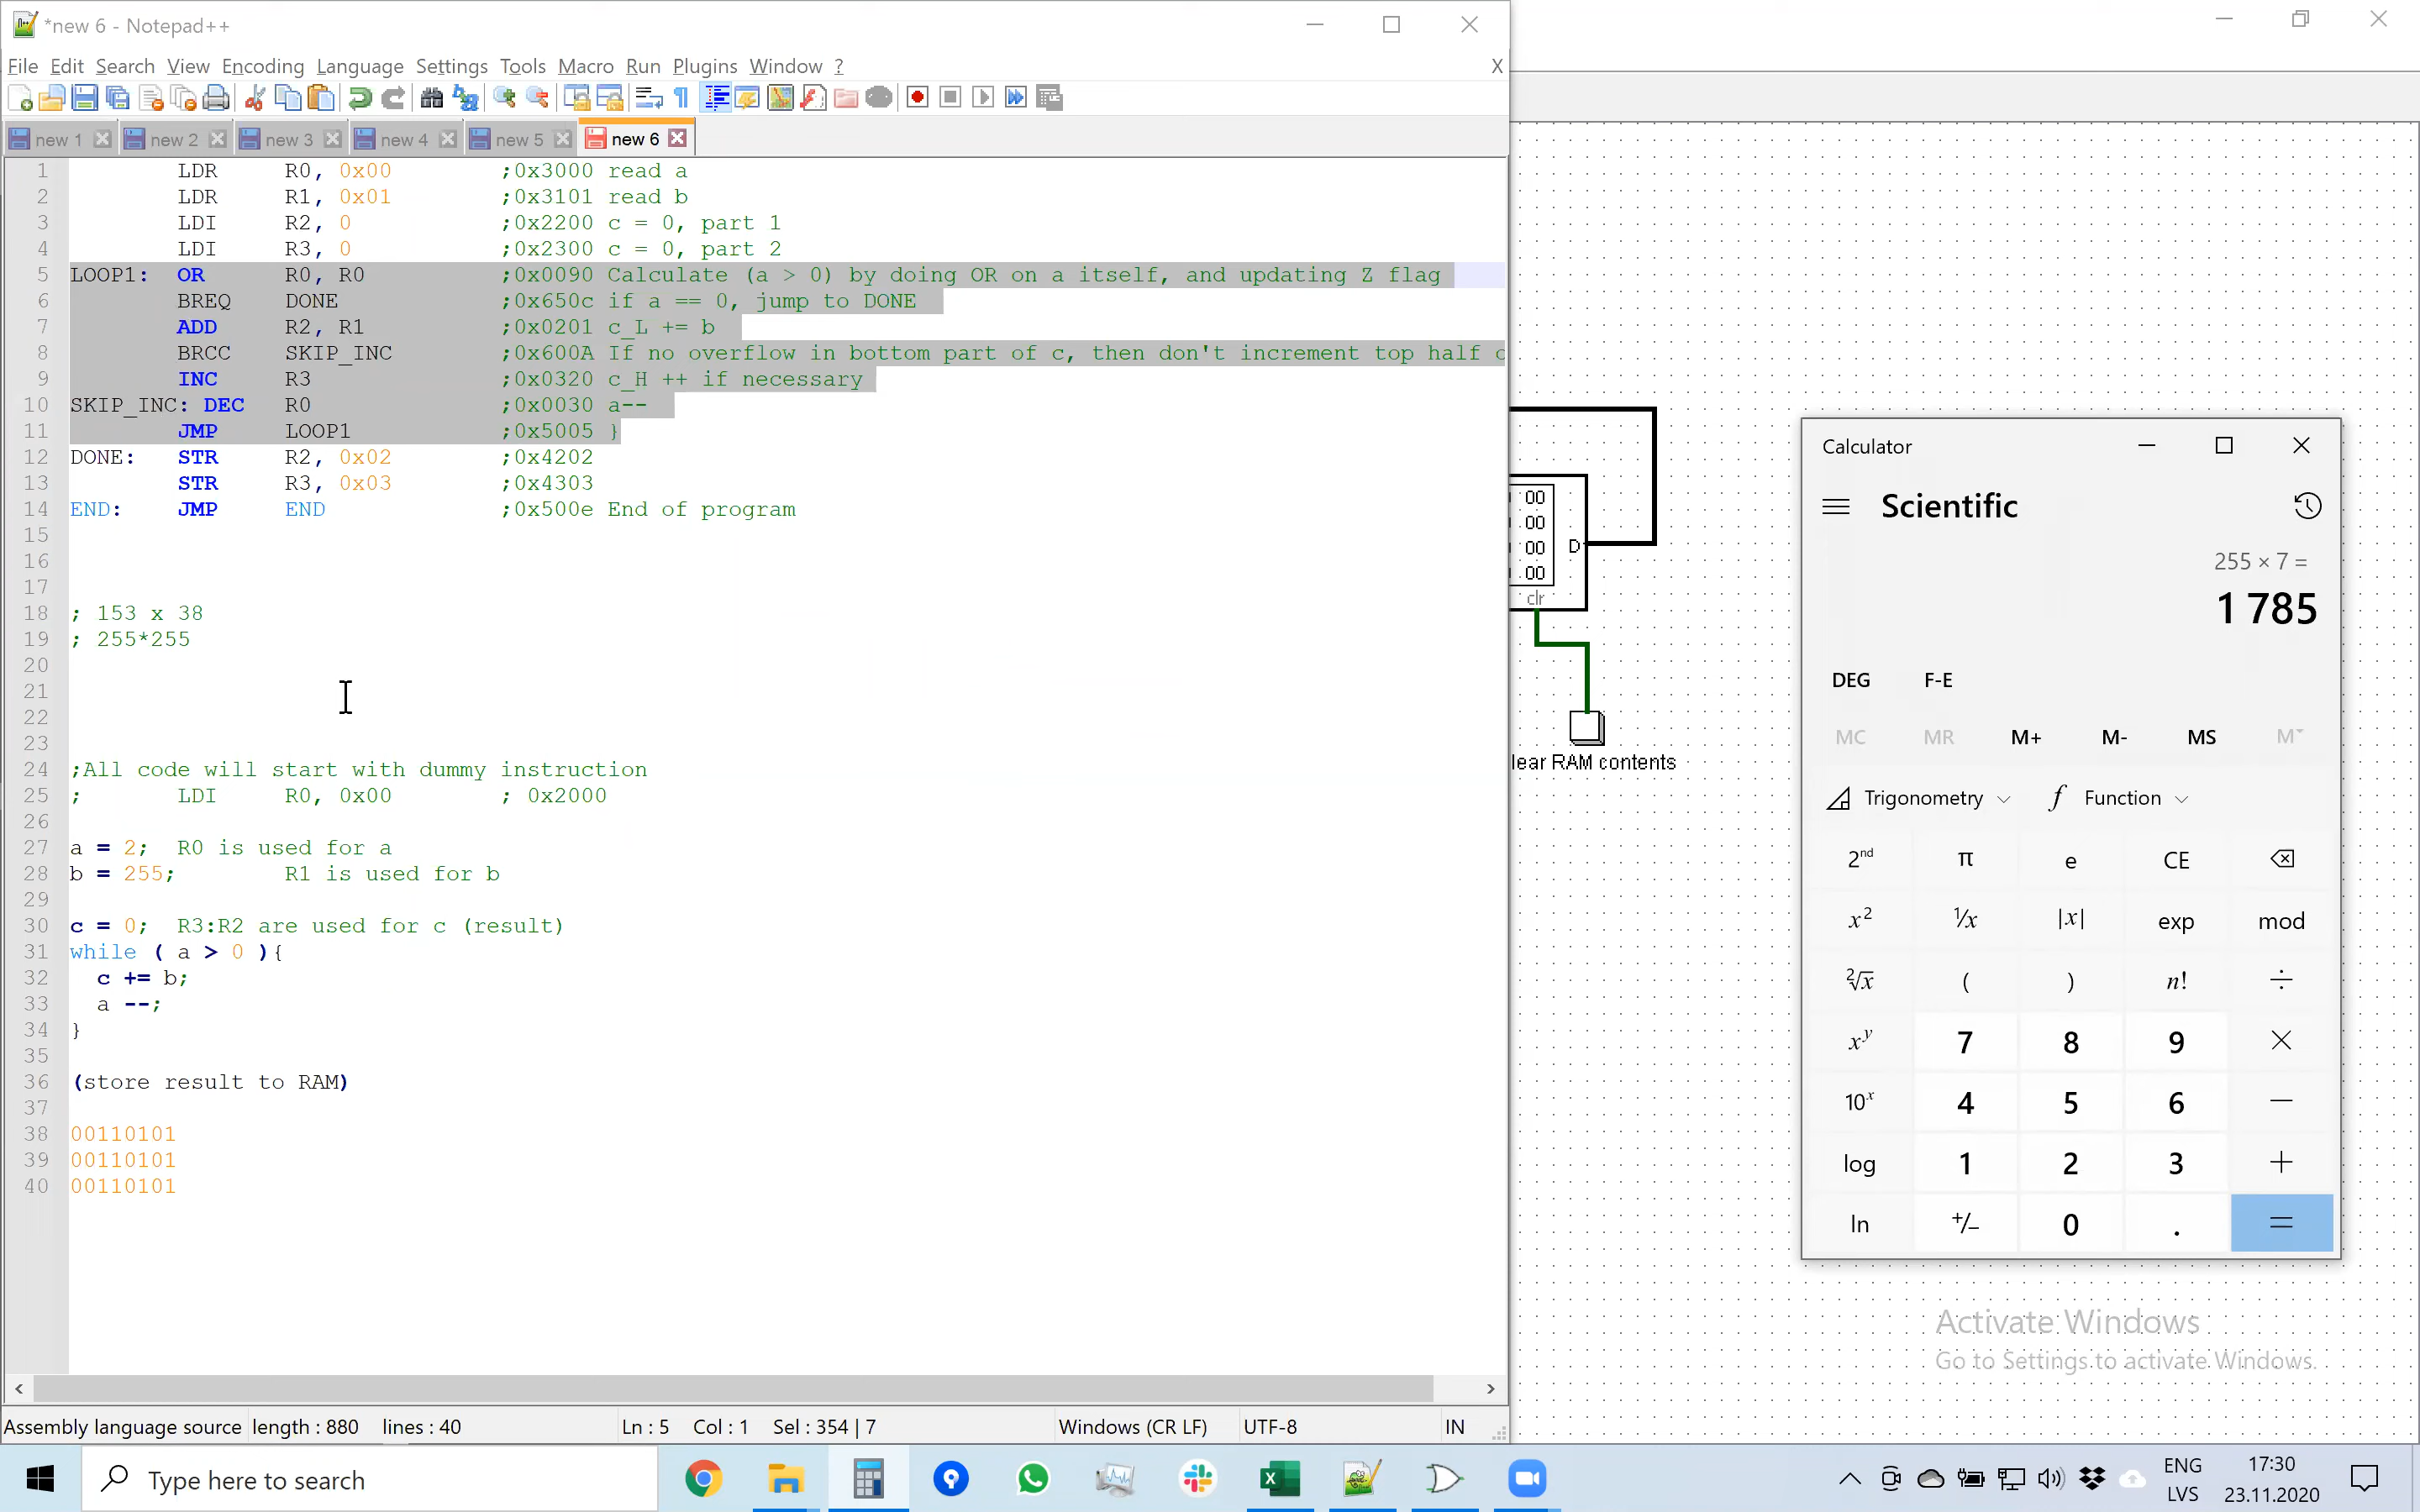 *new 6 - Notepad++
File Edit Search View Encoding Language Settings Tools Macro Run Plugins Window ? X
new 1 new 2 new 3 new 4 new 5 new 6
1 LDR R0, 0x00 ;0x3000 read a
2 LDR R1, 0x01 ;0x3101 read b
3 LDI R2, 0 ;0x2200 c = 0, part 1
4 LDI R3, 0 ;0x2300 c = 0, part 2
5 LOOP1: OR R0, R0 ;0x0090 Calculate (a > 0) by doing OR on a itself, and updating Z flag
6 BREQ DONE ;0x650c if a == 0, jump to DONE
7 ADD R2, R1 ;0x0201 c_L += b
8 BRCC SKIP_INC ;0x600A If no overflow in bottom part of c, then don't increment top half
9 INC R3 ;0x0320 c_H ++ if necessary
10 SKIP_INC: DEC R0 ;0x0030 a--
11 JMP LOOP1 ;0x5005 }
12 DONE: STR R2, 0x02 ;0x4202
13 STR R3, 0x03 ;0x4303
14 END: JMP END ;0x500e End of program
15
16
17
18 ; 153 x 38
19 ; 255*255
20
21
22
23
24 ;All code will start with dummy instruction
25 ; LDI R0, 0x00 ; 0x2000
26
27 a = 2; R0 is used for a
28 b = 255; R1 is used for b
29
30 c = 0; R3:R2 are used for c (result)
31 while ( a > 0 ){
32 c += b;
33 a --;
34 }
35
36 (store result to RAM)
37
38 00110101
39 00110101
40 00110101
Assembly language source length : 880 lines : 40 Ln : 5 Col : 1 Sel : 354 | 7 Windows (CR LF) UTF-8 IN
00
00
00 D
00
clr
lear RAM contents
Calculator
Scientific
255 × 7 =
1 785
DEG F-E
MC MR M+ M- MS M˅
Trigonometry f Function
2nd π e CE
x² ¹/x |x| exp mod
²√x ( ) n! ÷
xʸ 7 8 9 ×
10ˣ 4 5 6 −
log 1 2 3 +
ln +/− 0 . =
Activate Windows
Go to Settings to activate Windows.
Type here to search
ENG 17:30
LVS 23.11.2020